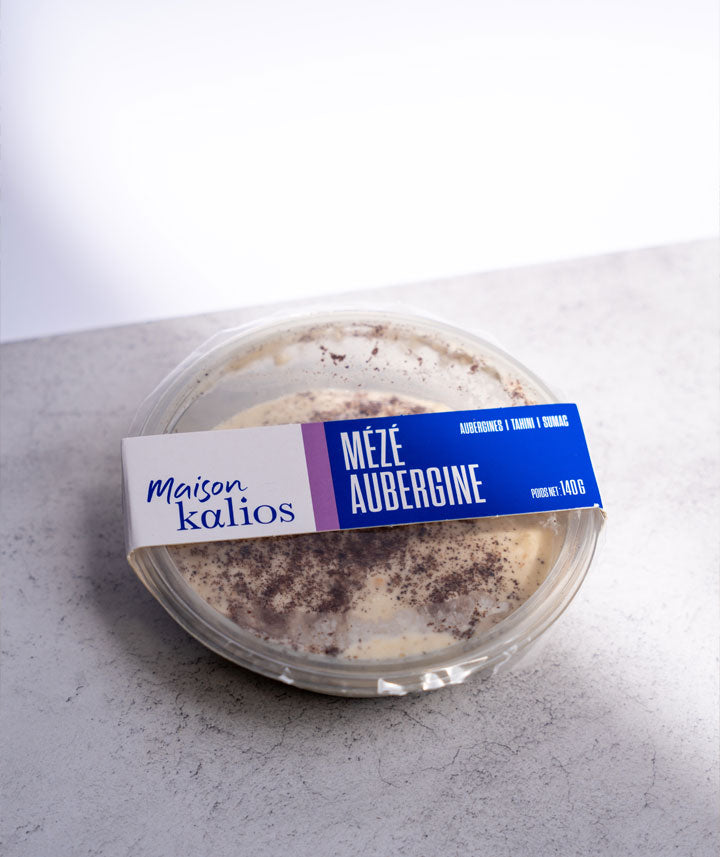 Maison
kalios
MÉZÉ
AUBERGINE
AUBERGINES | TAHINI | SUMAC
POIDS NET : 140 G